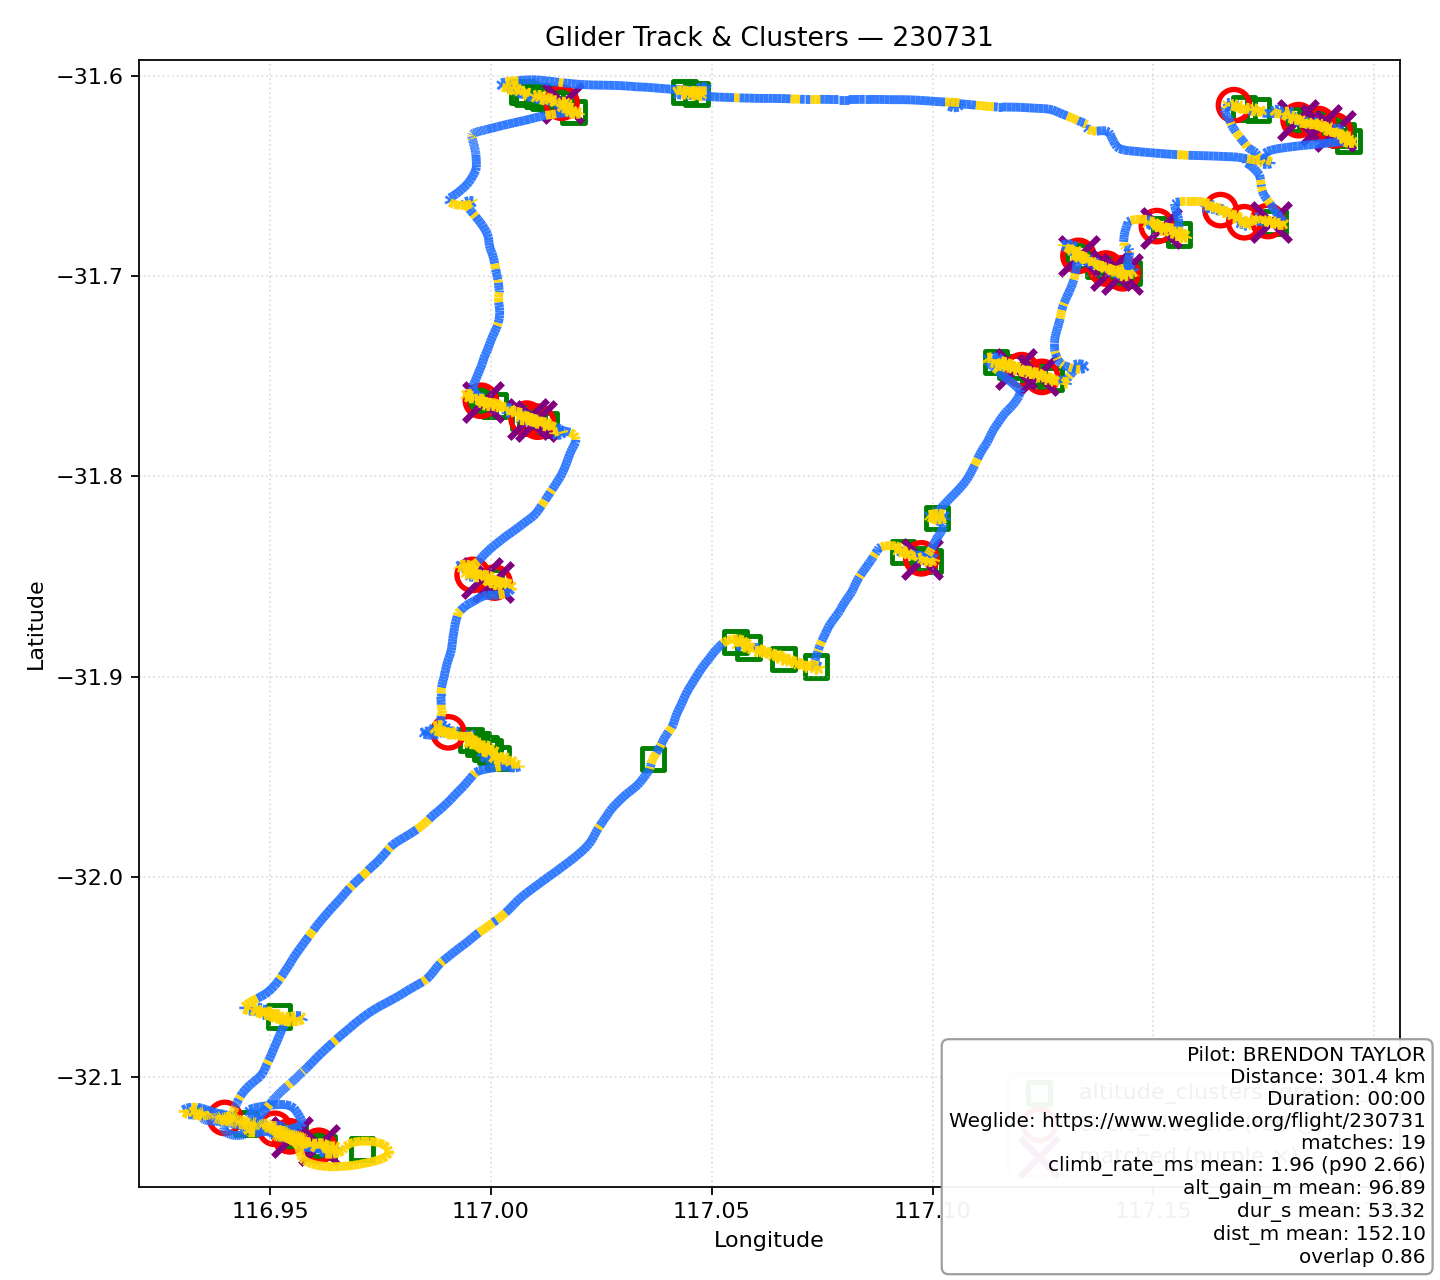 Glider Track & Clusters — 230731
Latitude
−31.6
−31.7
−31.8
−31.9
−32.0
−32.1
116.95
117.00
117.05
117.10
117.15
Longitude
altitude_clusters
matched (purple
Pilot: BRENDON TAYLOR
Distance: 301.4 km
Duration: 00:00
Weglide: https://www.weglide.org/flight/230731
matches: 19
climb_rate_ms mean: 1.96 (p90 2.66)
alt_gain_m mean: 96.89
dur_s mean: 53.32
dist_m mean: 152.10
overlap 0.86